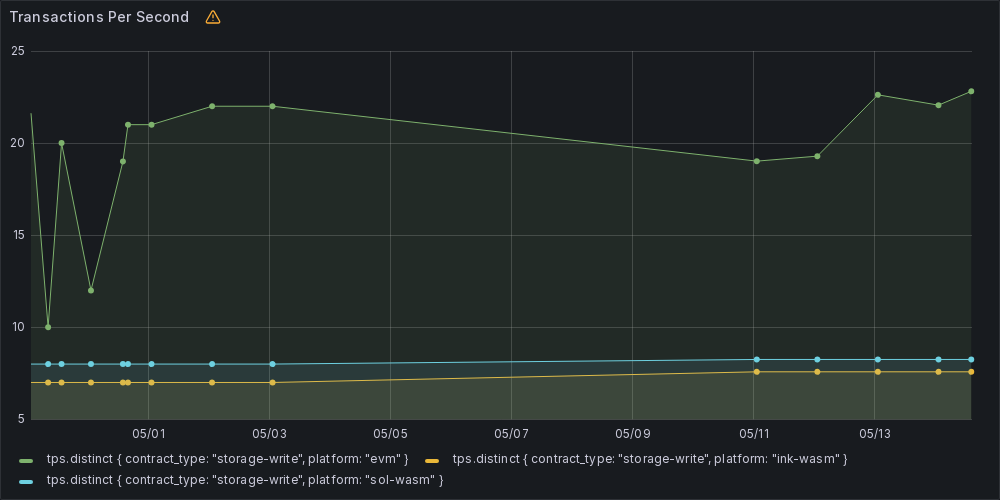 Transactions Per Second
25
20
15
10
5
05/01 05/03 05/05 05/07 05/09 05/11 05/13
tps.distinct { contract_type: "storage-write", platform: "evm" } tps.distinct { contract_type: "storage-write", platform: "ink-wasm" }
tps.distinct { contract_type: "storage-write", platform: "sol-wasm" }